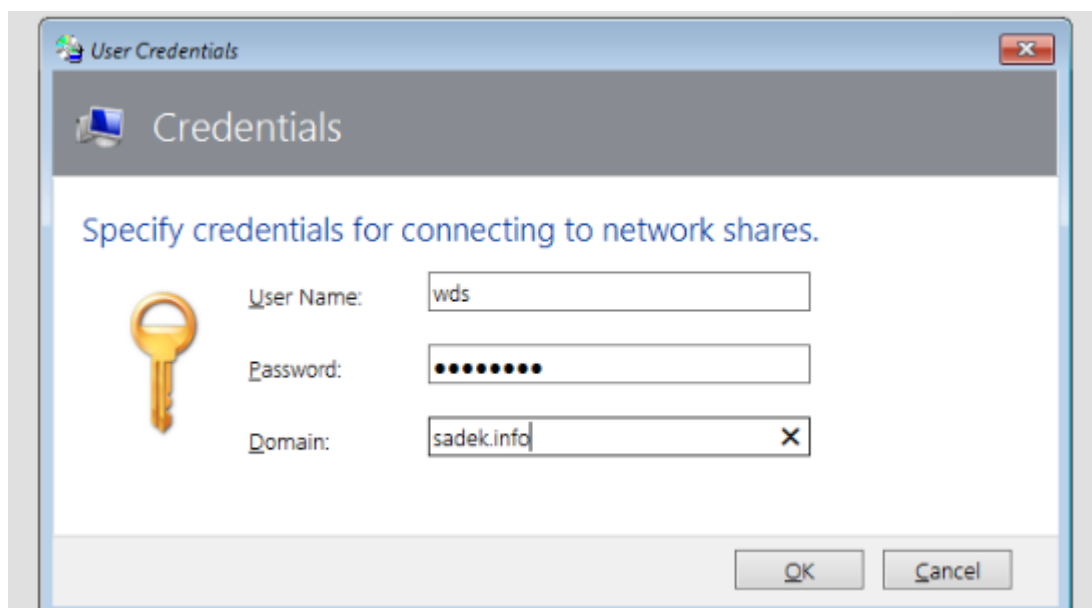 User Credentials
Credentials
Specify credentials for connecting to network shares.
User Name: wds
Password: ●●●●●●●●
Domain: sadek.info
OK Cancel